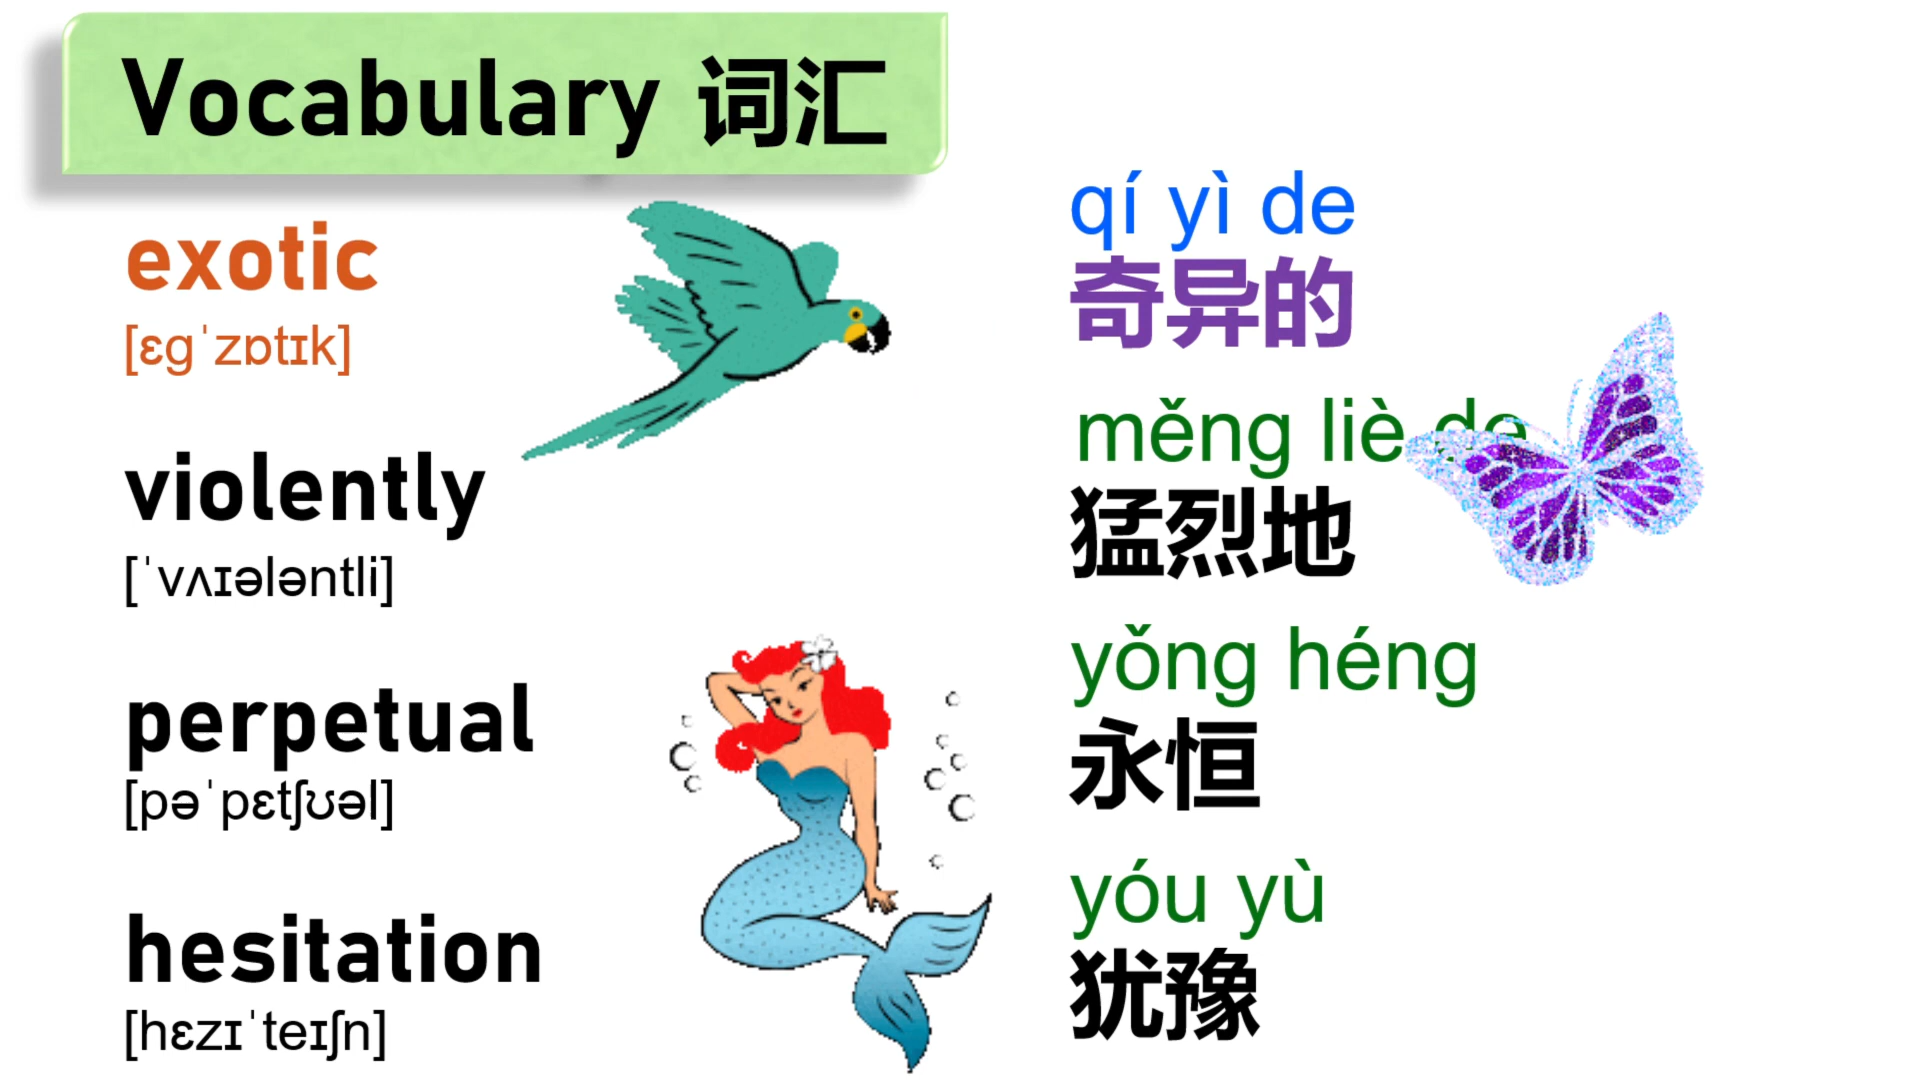 Vocabulary 词汇
exotic
[ɛgˈzɒtɪk]
qí yì de
奇异的
violently
[ˈvʌɪələntli]
měng liè de
猛烈地
perpetual
[pəˈpɛtʃʊəl]
yǒng héng
永恒
hesitation
[hɛzɪˈteɪʃn]
yóu yù
犹豫